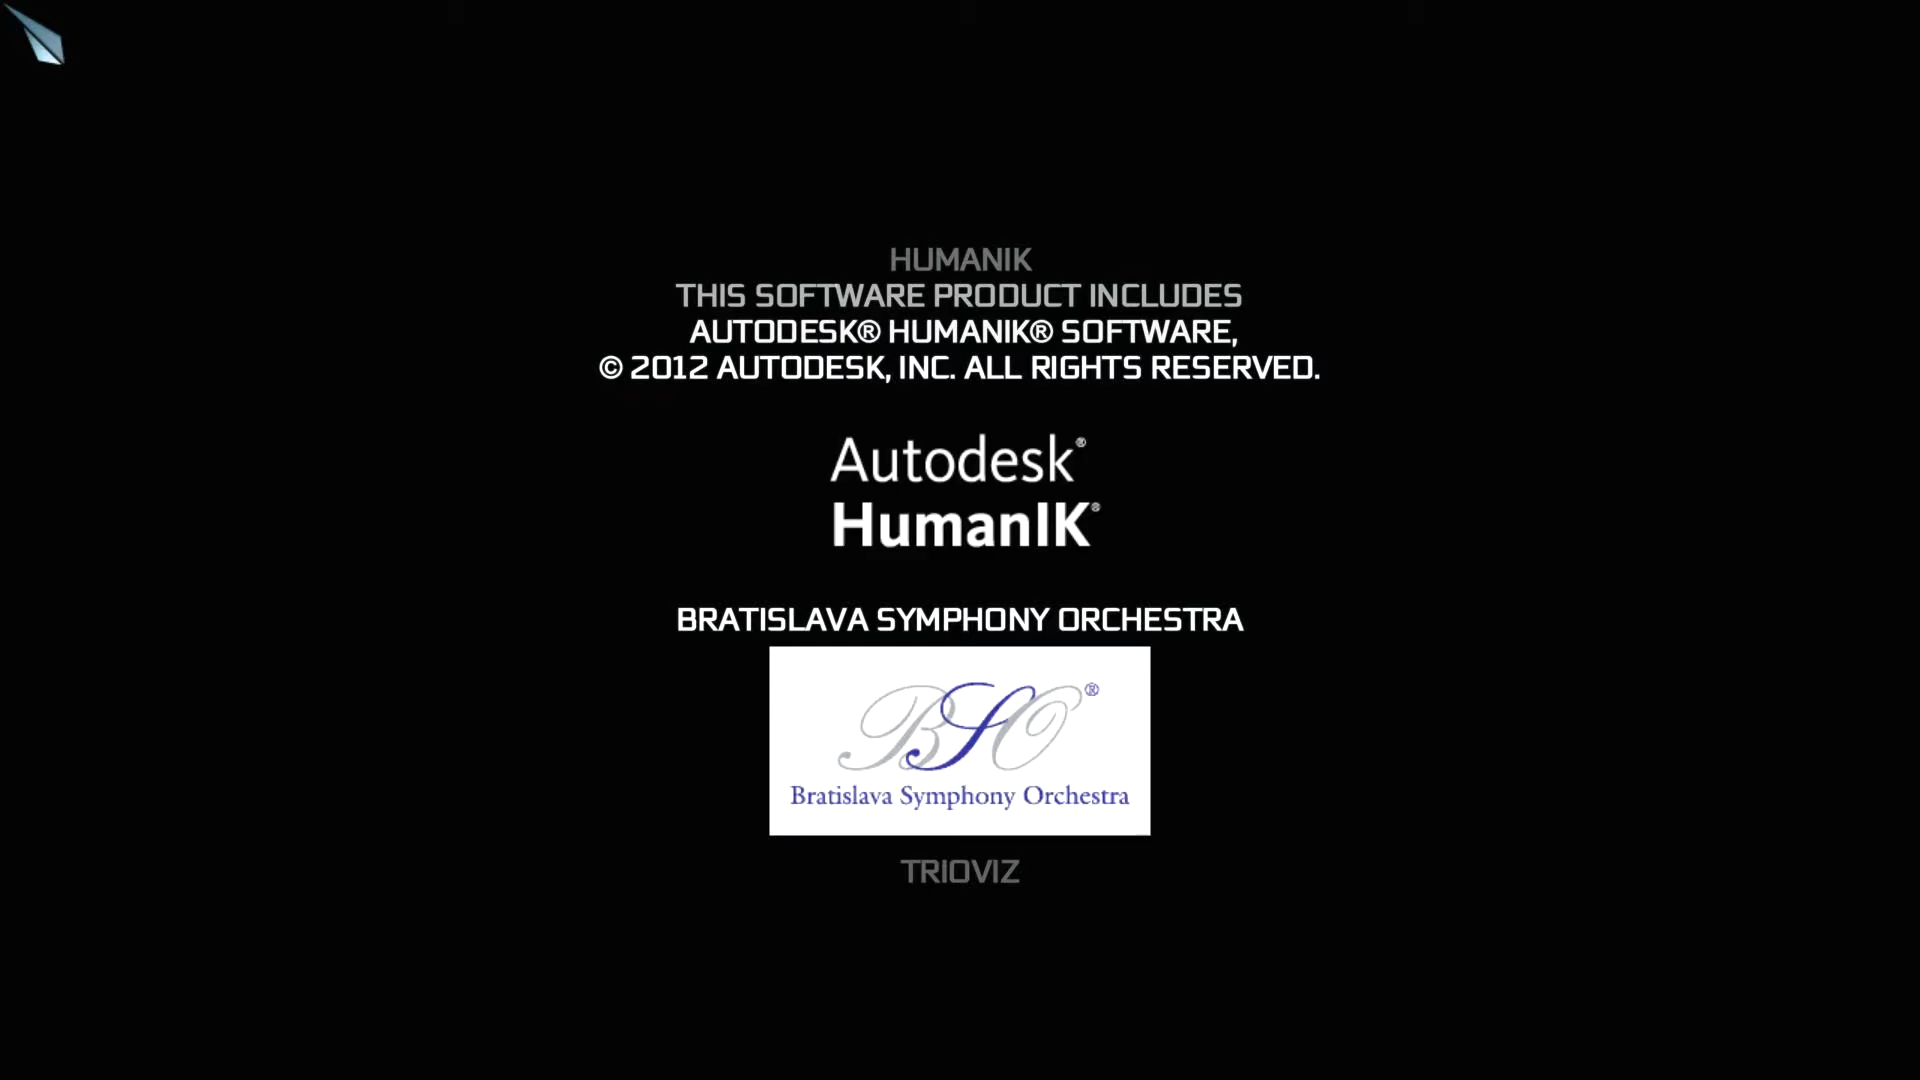 HUMANIK
THIS SOFTWARE PRODUCT INCLUDES
AUTODESK® HUMANIK® SOFTWARE,
© 2012 AUTODESK, INC. ALL RIGHTS RESERVED.
Autodesk®
HumanIK®
BRATISLAVA SYMPHONY ORCHESTRA
BSO®
Bratislava Symphony Orchestra
TRIOVIZ